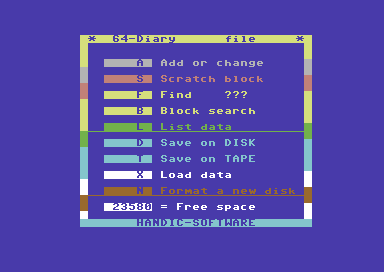 * 64-Diary file *
A Add or change
S Scratch block
F Find ???
B Block search
L List data
D Save on DISK
T Save on TAPE
X Load data
N Format a new disk
23580 = Free space
HANDIC-SOFTWARE